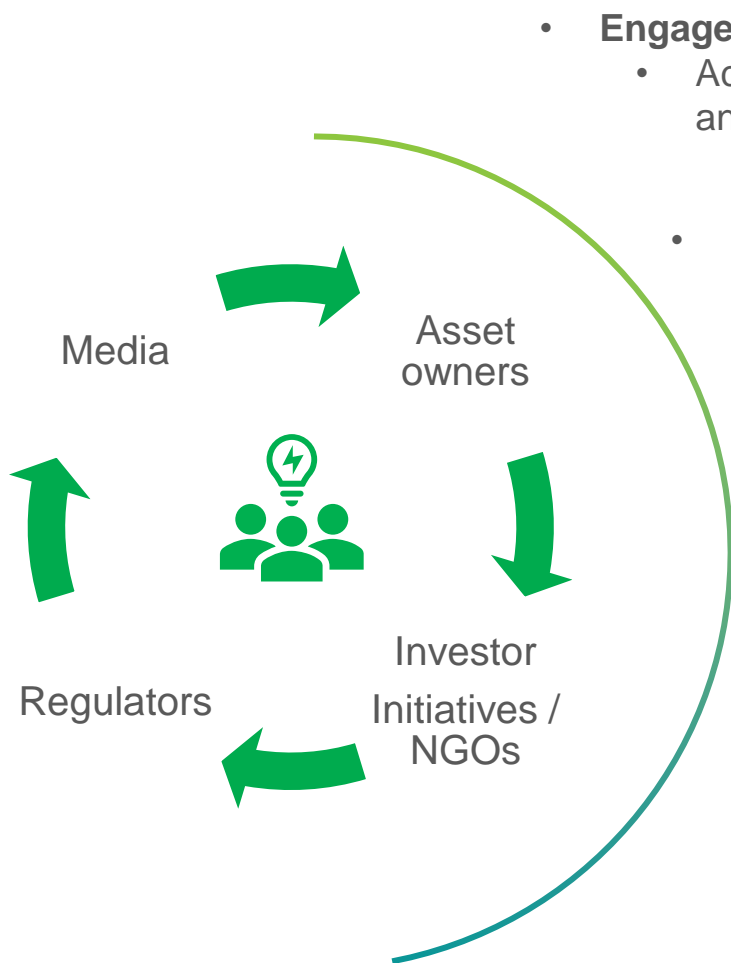 • Engage
•
•
Media
Asset
owners
Investor
Initiatives /
NGOs
Regulators